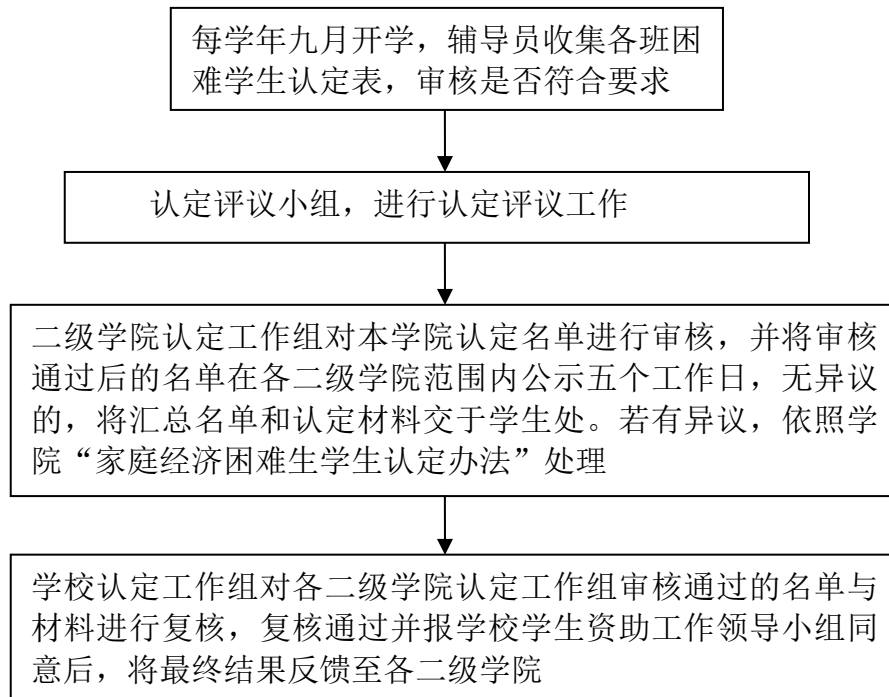 每学年九月开学，辅导员收集各班困
难学生认定表，审核是否符合要求
认定评议小组，进行认定评议工作
二级学院认定工作组对本学院认定名单进行审核，并将审核
通过后的名单在各二级学院范围内公示五个工作日，无异议
的，将汇总名单和认定材料交于学生处。若有异议，依照学
院“家庭经济困难生学生认定办法”处理
学校认定工作组对各二级学院认定工作组审核通过的名单与
材料进行复核，复核通过并报学校学生资助工作领导小组同
意后，将最终结果反馈至各二级学院